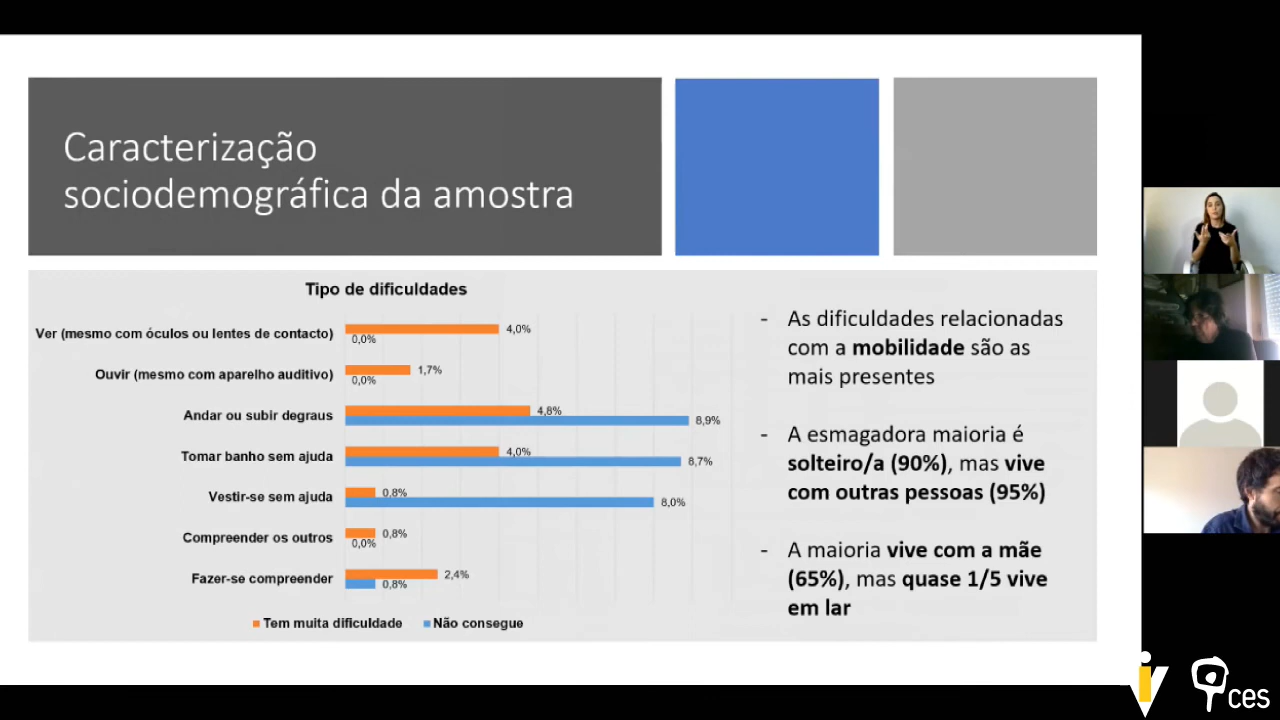 Caracterização
sociodemográfica da amostra
Tipo de dificuldades
Ver (mesmo com óculos ou lentes de contacto)
4,0%
0,0%
Ouvir (mesmo com aparelho auditivo)
1,7%
0,0%
Andar ou subir degraus
4,8%
8,9%
Tomar banho sem ajuda
4,0%
8,7%
Vestir-se sem ajuda
0,8%
8,0%
Compreender os outros
0,8%
0,0%
Fazer-se compreender
2,4%
0,8%
Tem muita dificuldade
Não consegue
- As dificuldades relacionadas
com a mobilidade são as
mais presentes
- A esmagadora maioria é
solteiro/a (90%), mas vive
com outras pessoas (95%)
- A maioria vive com a mãe
(65%), mas quase 1/5 vive
em lar
iv
ces